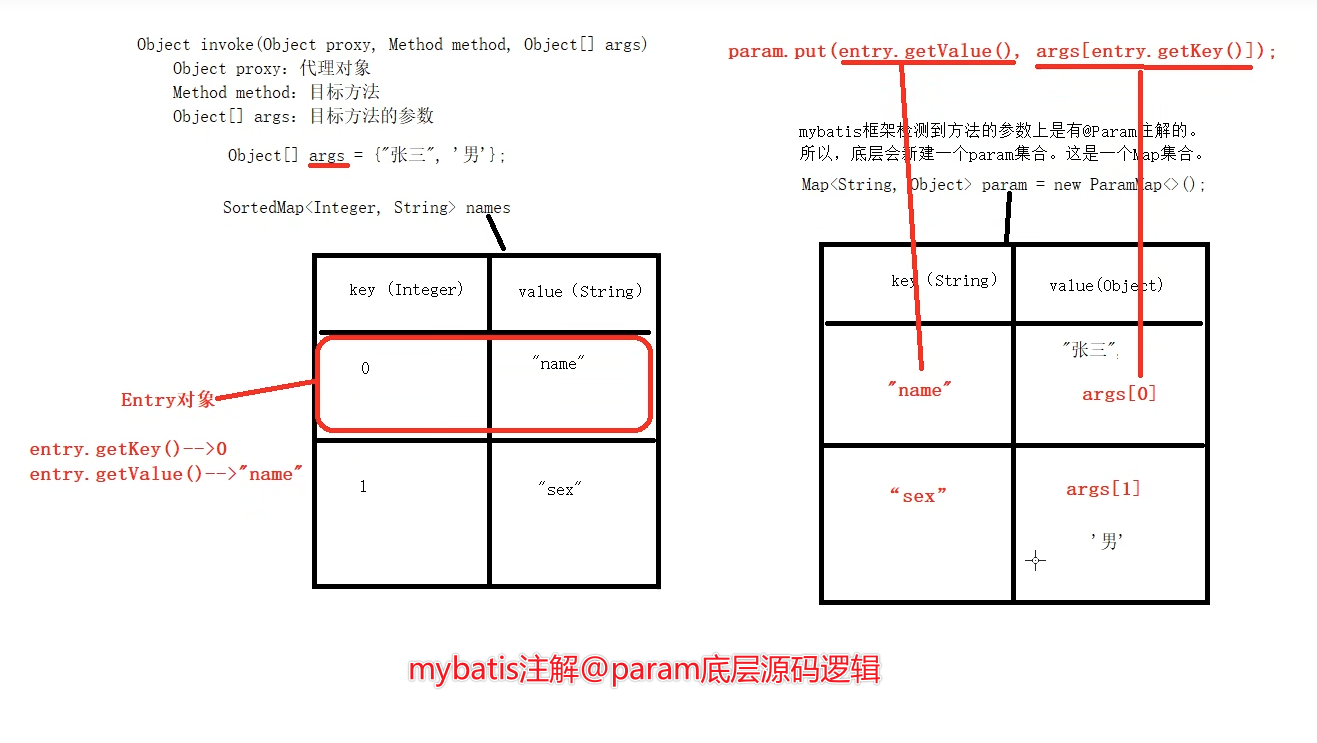 Object invoke(Object proxy, Method method, Object[] args)
Object proxy：代理对象
Method method：目标方法
Object[] args：目标方法的参数
Object[] args = {"张三", '男'};
SortedMap<Integer, String> names
key（Integer）
value（String）
0
"name"
1
"sex"
Entry对象
entry.getKey()-->0
entry.getValue()-->"name"
param.put(entry.getValue(), args[entry.getKey()]);
mybatis框架检测到方法的参数上是有@Param注解的。
所以，底层会新建一个param集合。这是一个Map集合。
Map<String, Object> param = new ParamMap<>();
key（String）
value(Object)
"name"
"张三",
args[0]
“sex”
args[1]
'男'
mybatis注解@param底层源码逻辑